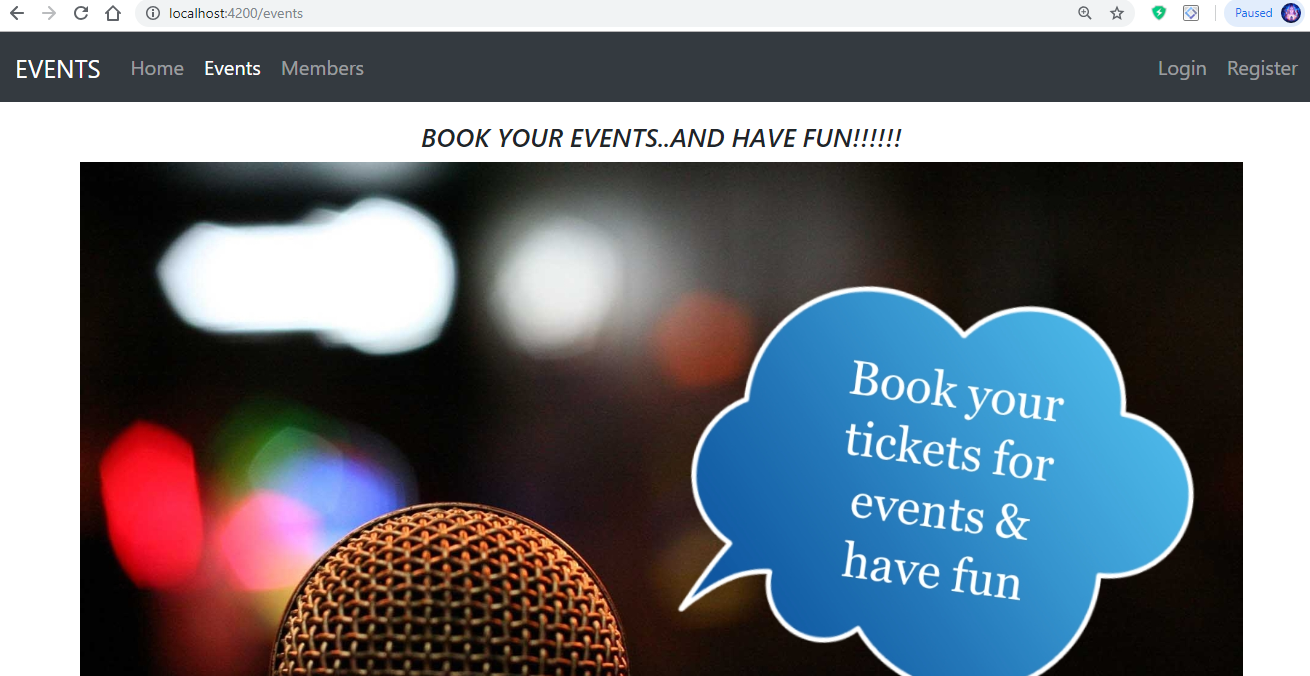 localhost:4200/events
Paused
EVENTS Home Events Members Login Register
BOOK YOUR EVENTS..AND HAVE FUN!!!!!!
Book your
tickets for
events &
have fun